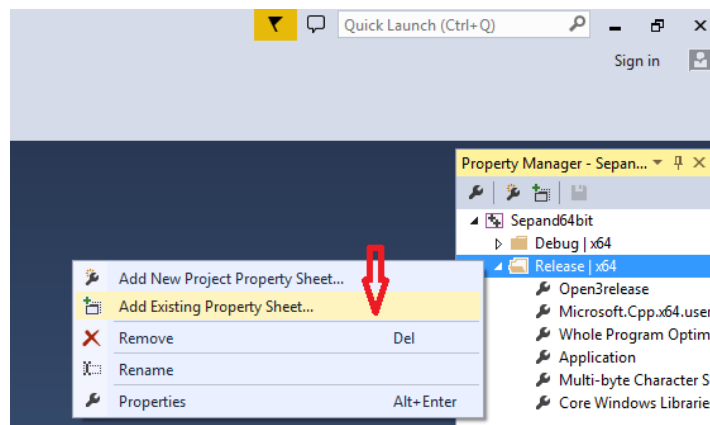 Quick Launch (Ctrl+Q)
Sign in
Property Manager - Sepan...
Sepand64bit
Debug | x64
Release | x64
Open3release
Microsoft.Cpp.x64.user
Whole Program Optim
Application
Multi-byte Character S
Core Windows Librarie
Add New Project Property Sheet...
Add Existing Property Sheet...
Remove Del
Rename
Properties Alt+Enter